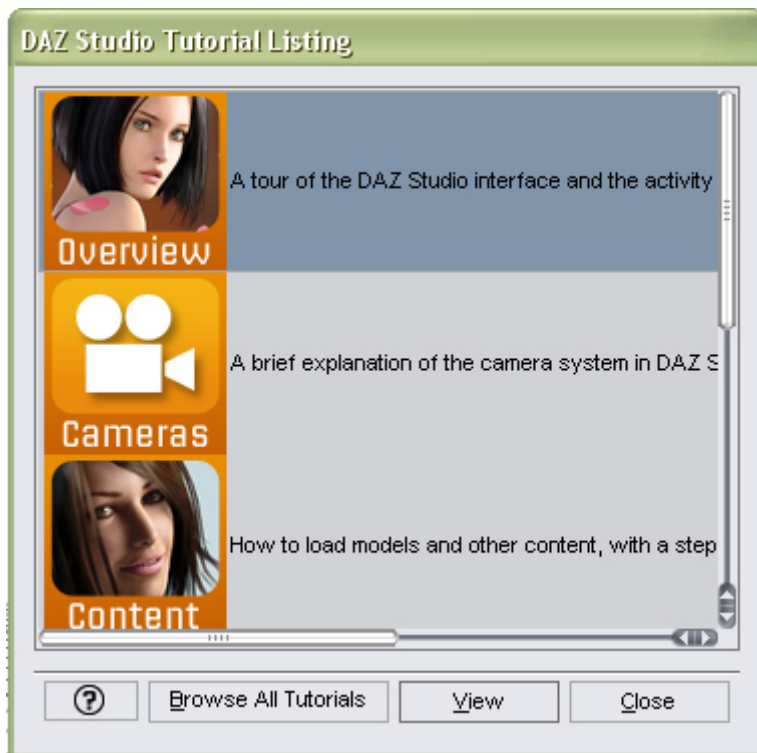 DAZ Studio Tutorial Listing
Overview
A tour of the DAZ Studio interface and the activity
Cameras
A brief explanation of the camera system in DAZ S
Content
How to load models and other content, with a step
?
Browse All Tutorials
View
Close